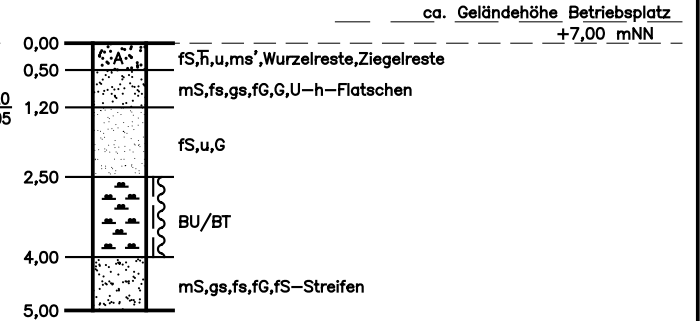 ca. Geländehöhe Betriebsplatz
+7,00 mNN
0,00
A fS,h̅,u,ms',Wurzelreste,Ziegelreste
0,50
mS,fs,gs,fG,G,U-h-Flatschen
1,20
fS,u,G
2,50
BU/BT
4,00
mS,gs,fs,fG,fS-Streifen
5,00